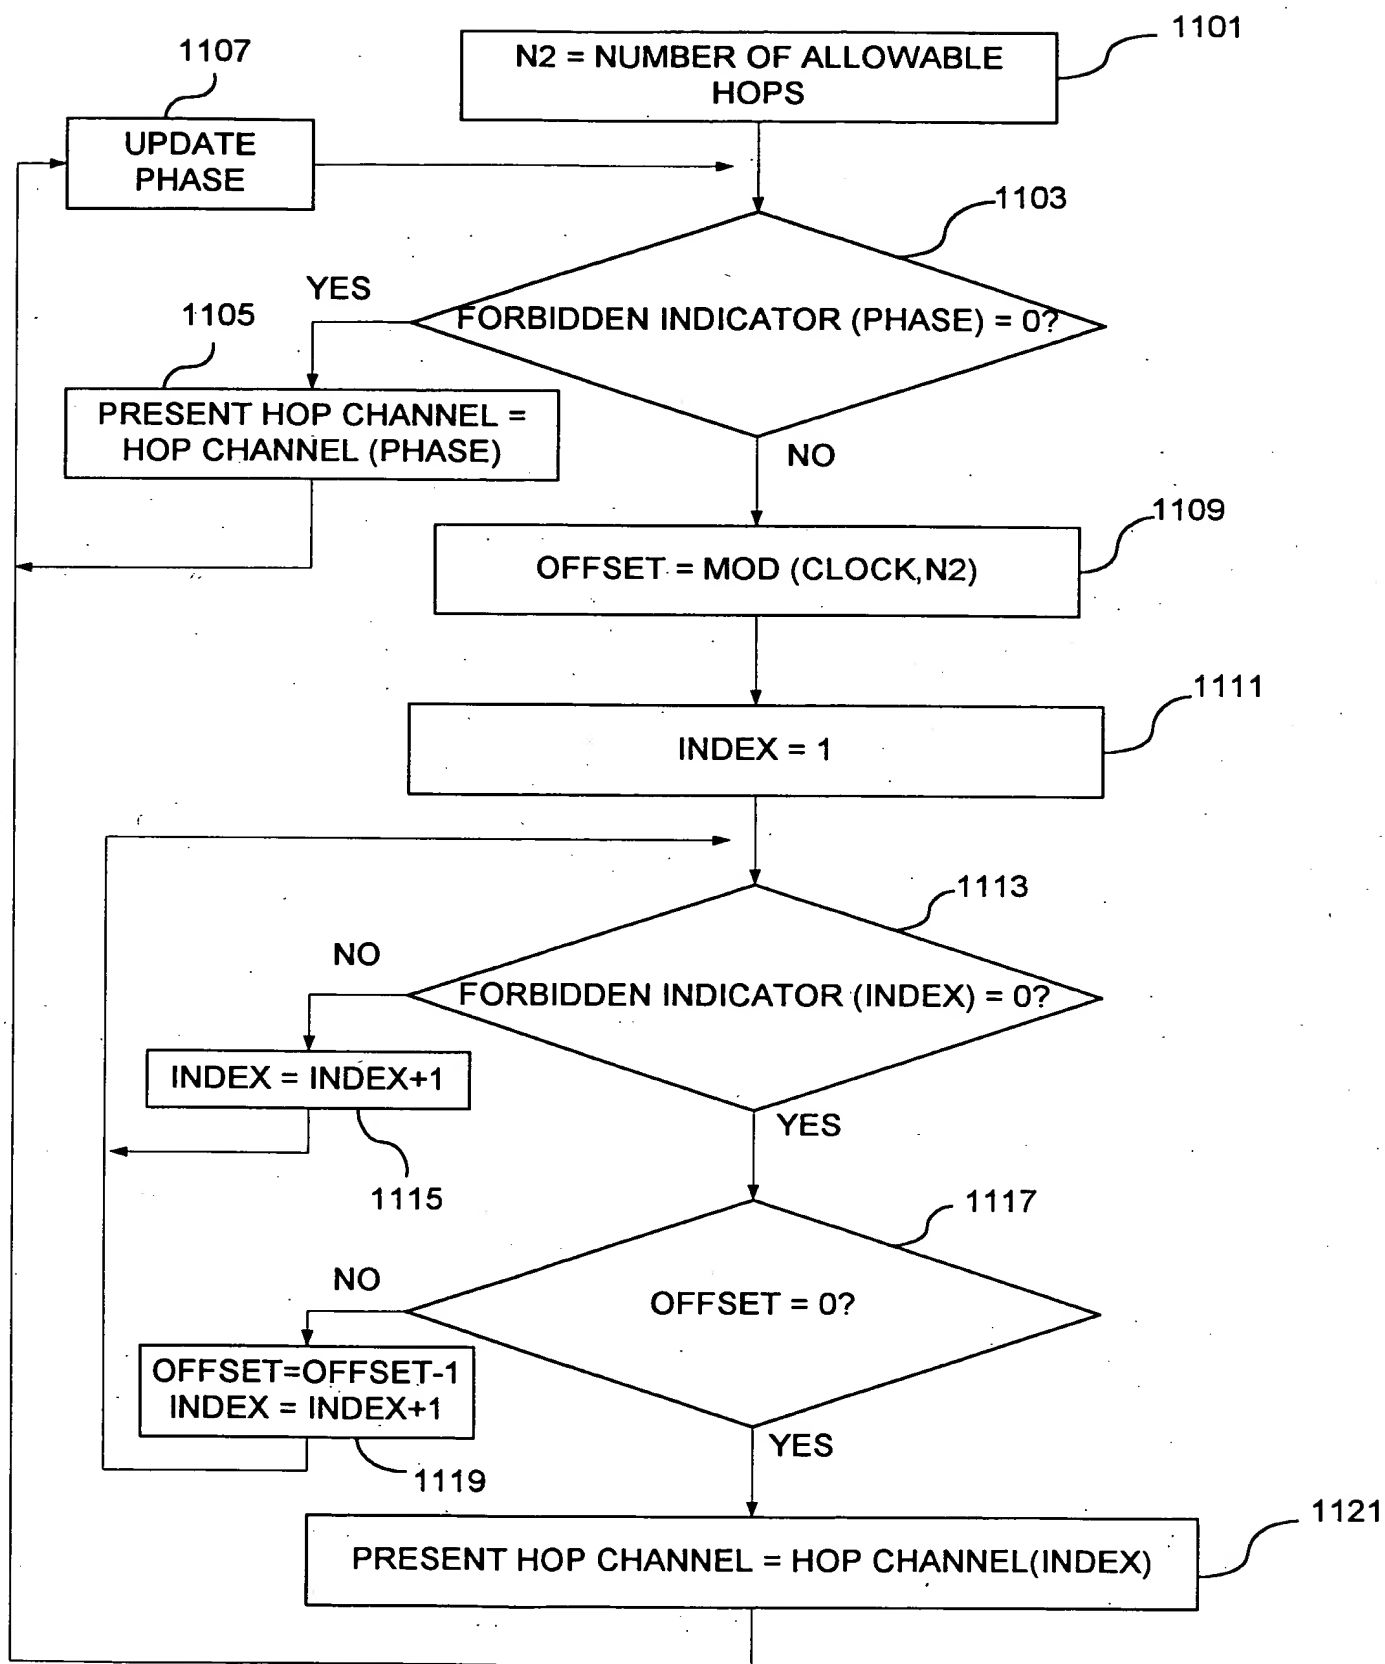 1107
1101
N2 = NUMBER OF ALLOWABLE
HOPS
UPDATE
PHASE
1103
YES
1105
FORBIDDEN INDICATOR (PHASE) = 0?
PRESENT HOP CHANNEL =
HOP CHANNEL (PHASE)
NO
1109
OFFSET = MOD (CLOCK,N2)
1111
INDEX = 1
1113
NO
FORBIDDEN INDICATOR (INDEX) = 0?
INDEX = INDEX+1
YES
1115
1117
NO
OFFSET = 0?
OFFSET=OFFSET-1
INDEX = INDEX+1
YES
1119
1121
PRESENT HOP CHANNEL = HOP CHANNEL(INDEX)